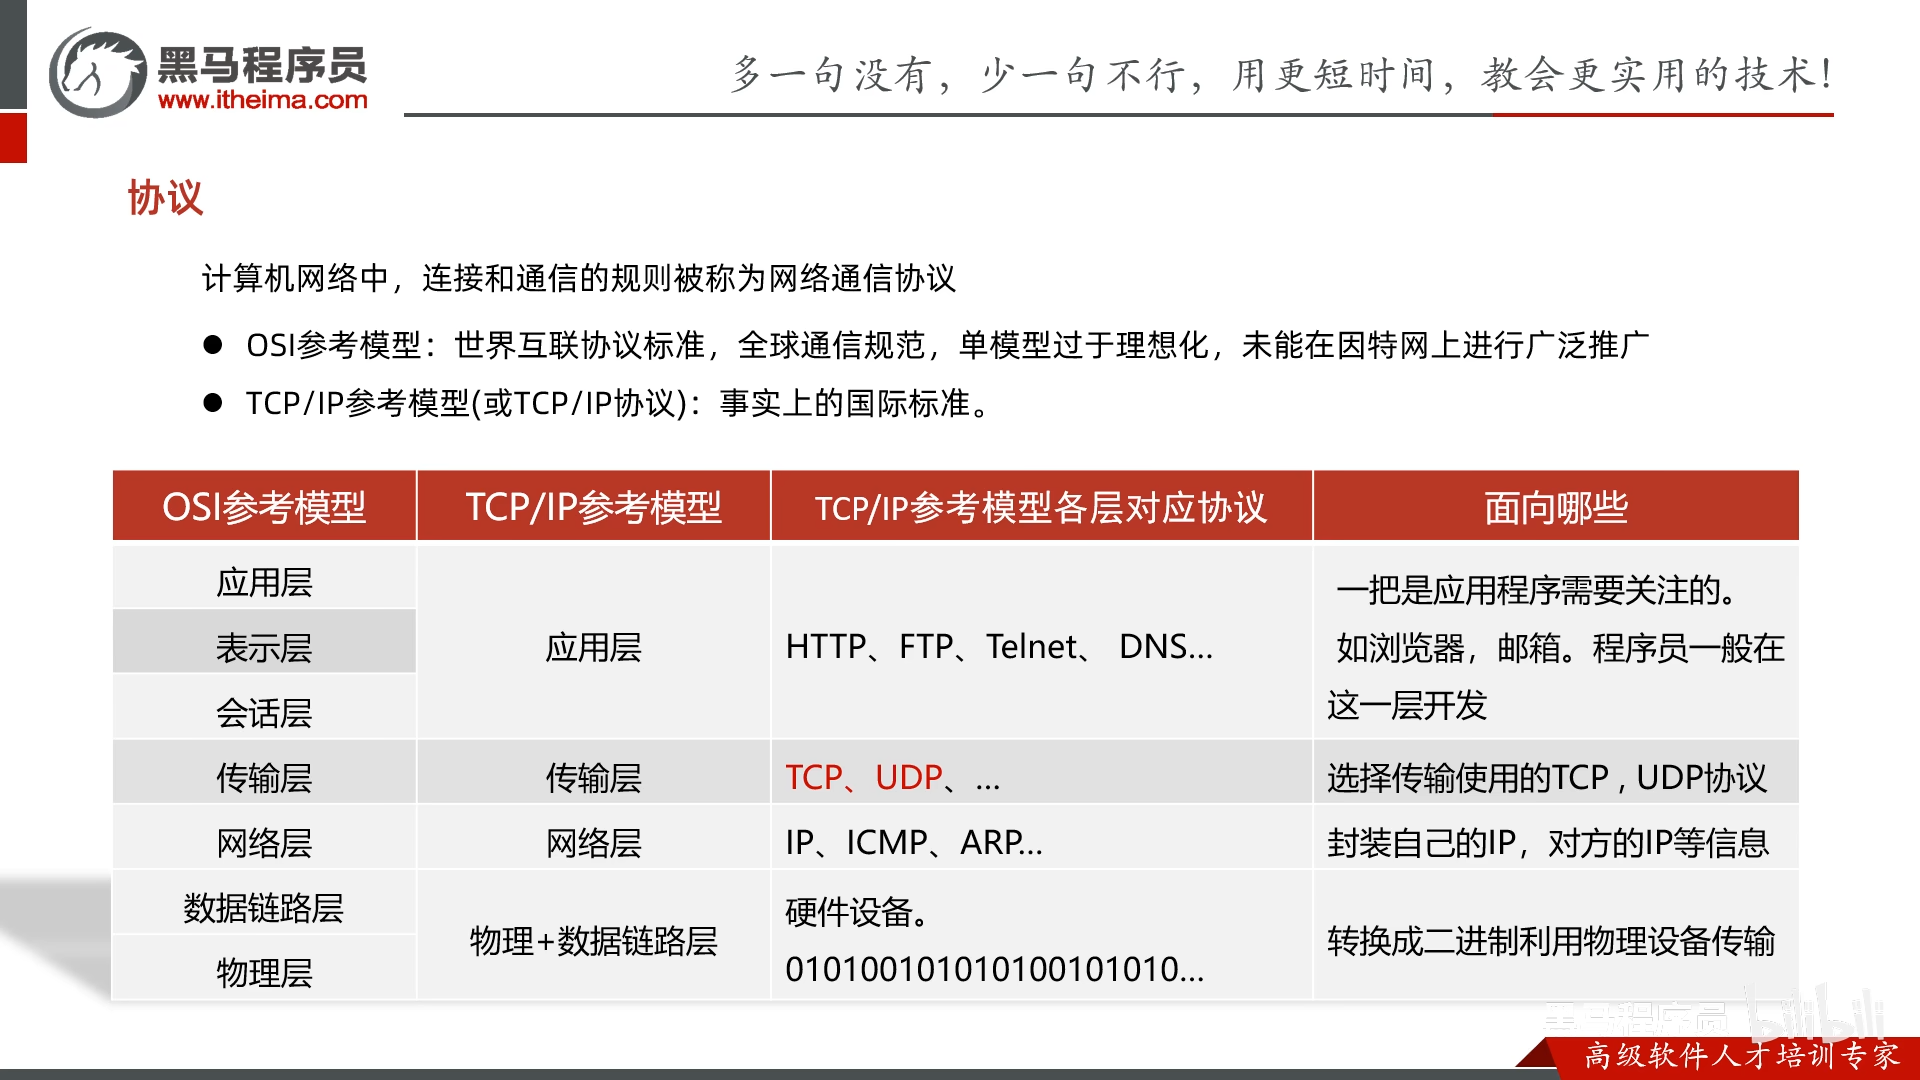 黑马程序员
www.itheima.com
多一句没有，少一句不行，用更短时间，教会更实用的技术！
协议
计算机网络中，连接和通信的规则被称为网络通信协议
● OSI参考模型：世界互联协议标准，全球通信规范，单模型过于理想化，未能在因特网上进行广泛推广
● TCP/IP参考模型(或TCP/IP协议)：事实上的国际标准。
OSI参考模型 TCP/IP参考模型 TCP/IP参考模型各层对应协议 面向哪些
应用层
表示层
会话层
应用层
HTTP、FTP、Telnet、 DNS...
一把是应用程序需要关注的。
如浏览器，邮箱。程序员一般在
这一层开发
传输层 传输层 TCP、UDP、... 选择传输使用的TCP , UDP协议
网络层 网络层 IP、ICMP、ARP... 封装自己的IP，对方的IP等信息
数据链路层
物理层
物理+数据链路层
硬件设备。
010100101010100101010...
转换成二进制利用物理设备传输
黑马程序员 bilibili
高级软件人才培训专家